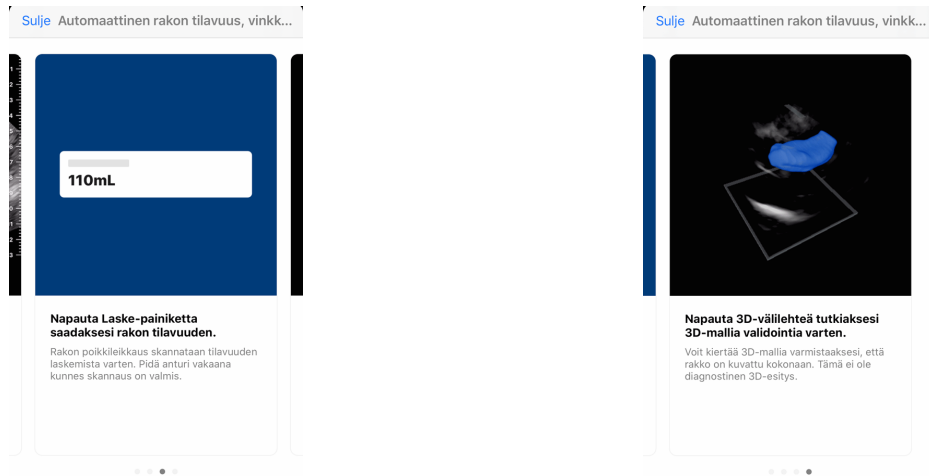 Sulje Automaattinen rakon tilavuus, vinkk...
110mL
Napauta Laske-painiketta
saadaksesi rakon tilavuuden.
Rakon poikkileikkaus skannataan tilavuuden
laskemista varten. Pidä anturi vakaana
kunnes skannaus on valmis.
Sulje Automaattinen rakon tilavuus, vinkk...
Napauta 3D-välilehteä tutkiaksesi
3D-mallia validointia varten.
Voit kiertää 3D-mallia varmistaaksesi, että
rakko on kuvattu kokonaan. Tämä ei ole
diagnostinen 3D-esitys.